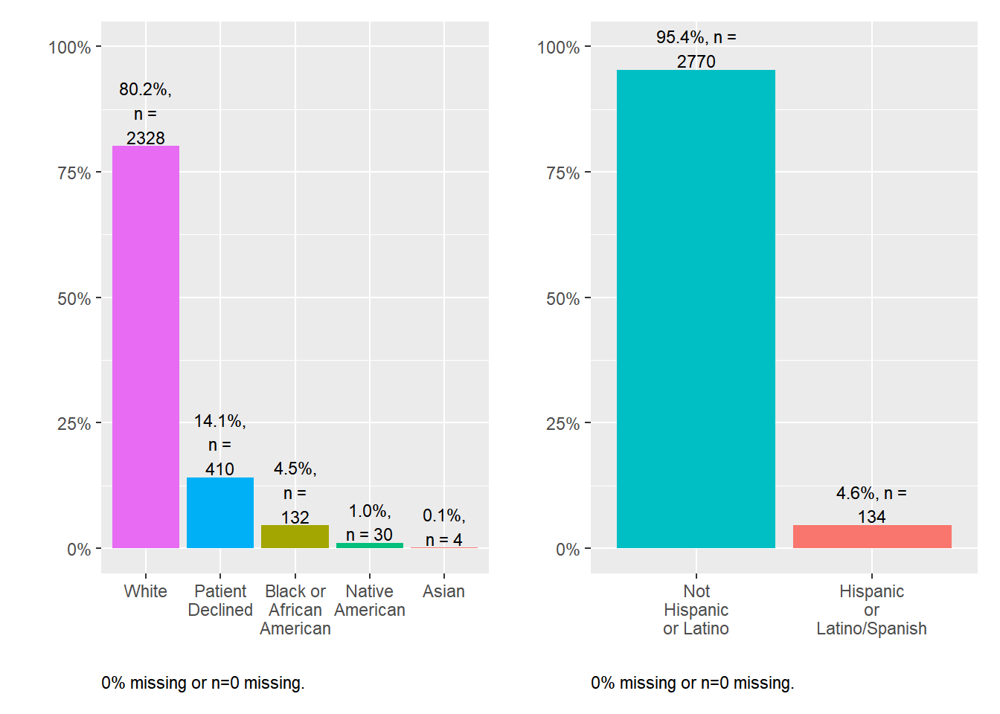 100%
75%
50%
25%
0%
80.2%,
n =
2328
14.1%,
n =
410
4.5%,
n =
132
1.0%,
n = 30
0.1%,
n = 4
White
Patient
Declined
Black or
African
American
Native
American
Asian
0% missing or n=0 missing.
100%
75%
50%
25%
0%
95.4%, n =
2770
4.6%, n =
134
Not
Hispanic
or Latino
Hispanic
or
Latino/Spanish
0% missing or n=0 missing.